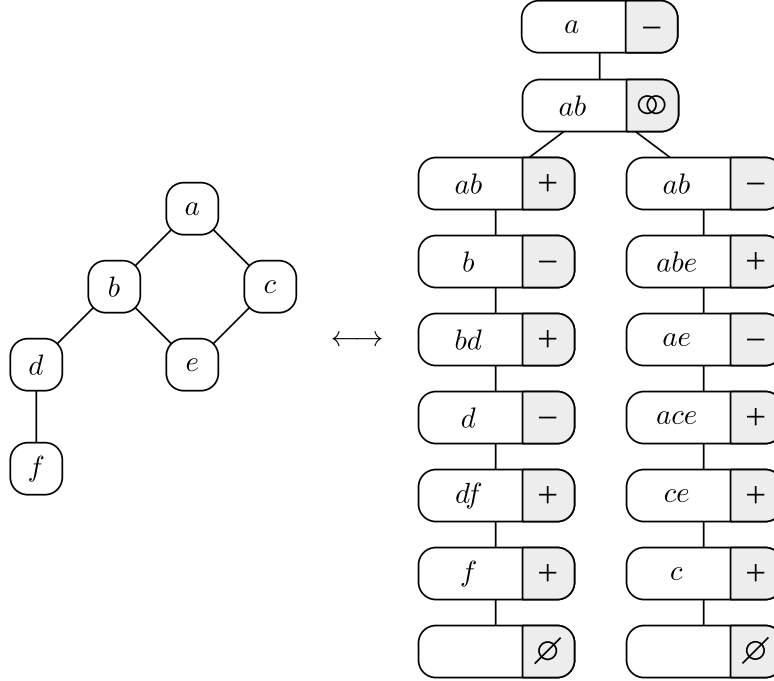 a −
ab ⊚
a
b c
d e
f
⟷
ab + ab −
b − abe +
bd + ae −
d − ace +
df + ce +
f + c +
∅ ∅